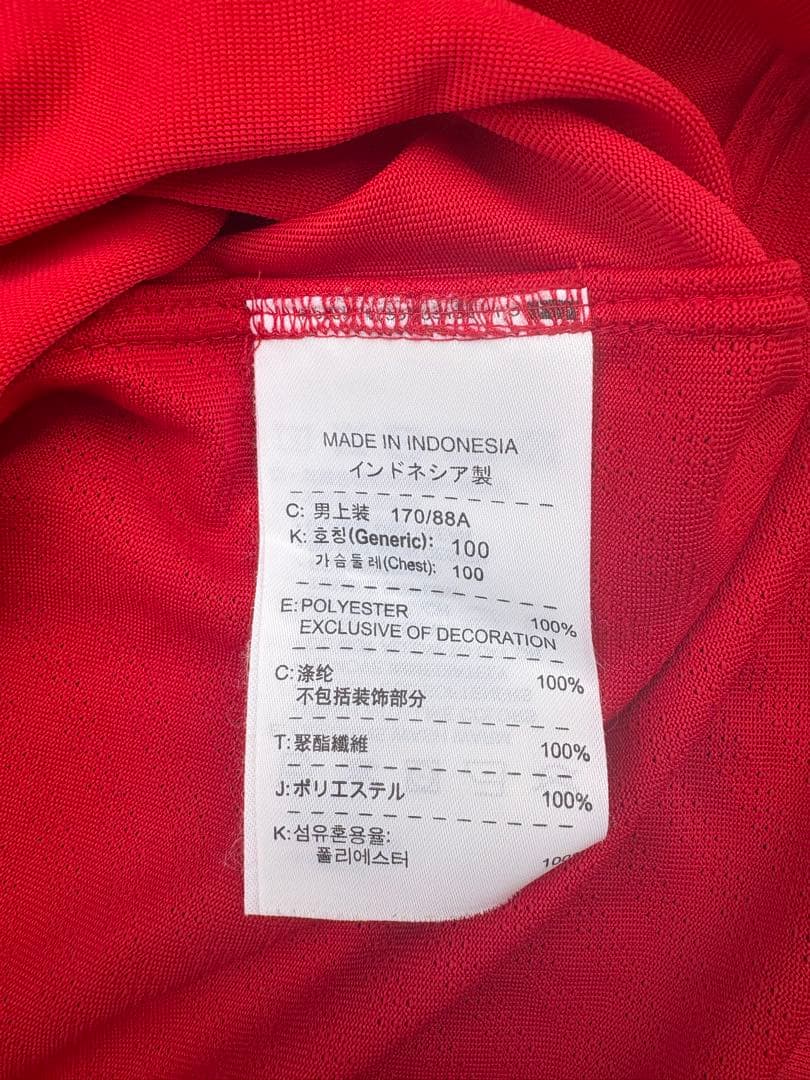 MADE IN INDONESIA
インドネシア製
C: 男上装 170/88A
K: 호칭(Generic): 100
가슴둘레(Chest): 100
E: POLYESTER 100%
EXCLUSIVE OF DECORATION
C: 涤纶 100%
不包括装饰部分
T: 聚酯纖維 100%
J: ポリエステル 100%
K: 섬유혼용율:
폴리에스터